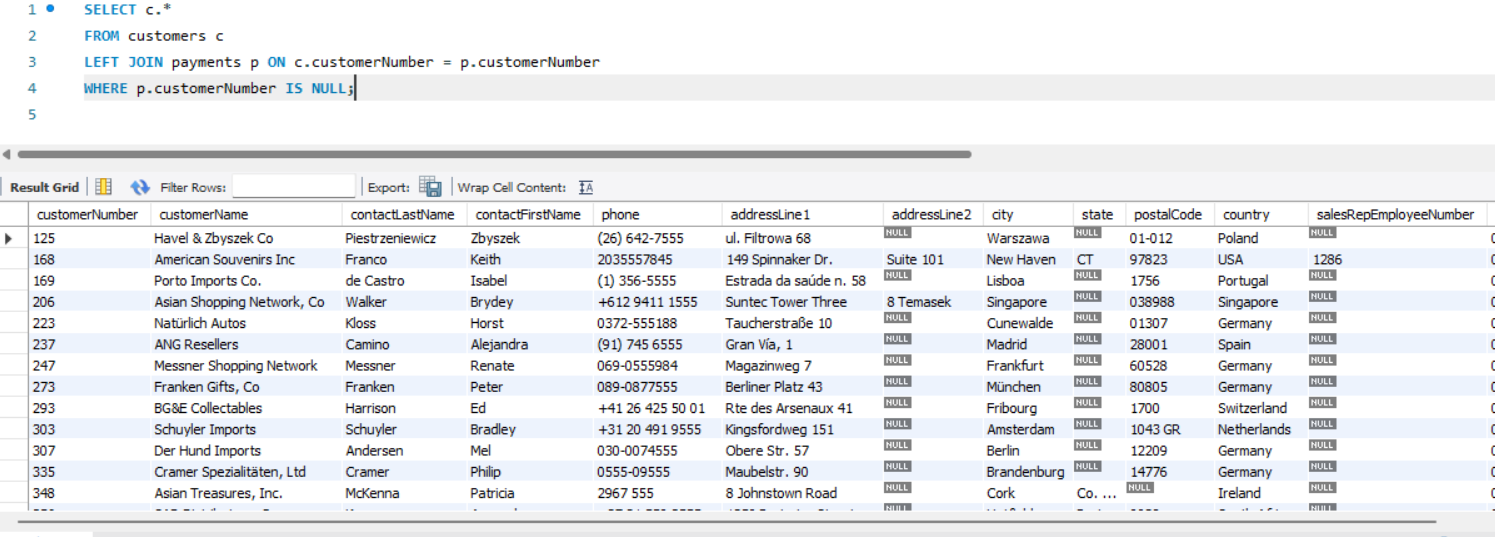 1 SELECT c.*
2 FROM customers c
3 LEFT JOIN payments p ON c.customerNumber = p.customerNumber
4 WHERE p.customerNumber IS NULL;
5
Result Grid Filter Rows: Export: Wrap Cell Content: IA
customerNumber customerName contactLastName contactFirstName phone addressLine1 addressLine2 city state postalCode country salesRepEmployeeNumber
125 Havel & Zbyszek Co Piestrzeniewicz Zbyszek (26) 642-7555 ul. Filtrowa 68 NULL Warszawa NULL 01-012 Poland NULL
168 American Souvenirs Inc Franco Keith 2035557845 149 Spinnaker Dr. Suite 101 New Haven CT 97823 USA 1286
169 Porto Imports Co. de Castro Isabel (1) 356-5555 Estrada da saúde n. 58 NULL Lisboa NULL 1756 Portugal NULL
206 Asian Shopping Network, Co Walker Brydey +612 9411 1555 Suntec Tower Three 8 Temasek Singapore NULL 038988 Singapore NULL
223 Natürlich Autos Kloss Horst 0372-555188 Taucherstraße 10 NULL Cunewalde NULL 01307 Germany NULL
237 ANG Resellers Camino Alejandra (91) 745 6555 Gran Vía, 1 NULL Madrid NULL 28001 Spain NULL
247 Messner Shopping Network Messner Renate 069-0555984 Magazinweg 7 NULL Frankfurt NULL 60528 Germany NULL
273 Franken Gifts, Co Franken Peter 089-0877555 Berliner Platz 43 NULL München NULL 80805 Germany NULL
293 BG&E Collectables Harrison Ed +41 26 425 50 01 Rte des Arsenaux 41 NULL Fribourg NULL 1700 Switzerland NULL
303 Schuyler Imports Schuyler Bradley +31 20 491 9555 Kingsfordweg 151 NULL Amsterdam NULL 1043 GR Netherlands NULL
307 Der Hund Imports Andersen Mel 030-0074555 Obere Str. 57 NULL Berlin NULL 12209 Germany NULL
335 Cramer Spezialitäten, Ltd Cramer Philip 0555-09555 Maubelstr. 90 NULL Brandenburg NULL 14776 Germany NULL
348 Asian Treasures, Inc. McKenna Patricia 2967 555 8 Johnstown Road NULL Cork Co. ... NULL Ireland NULL